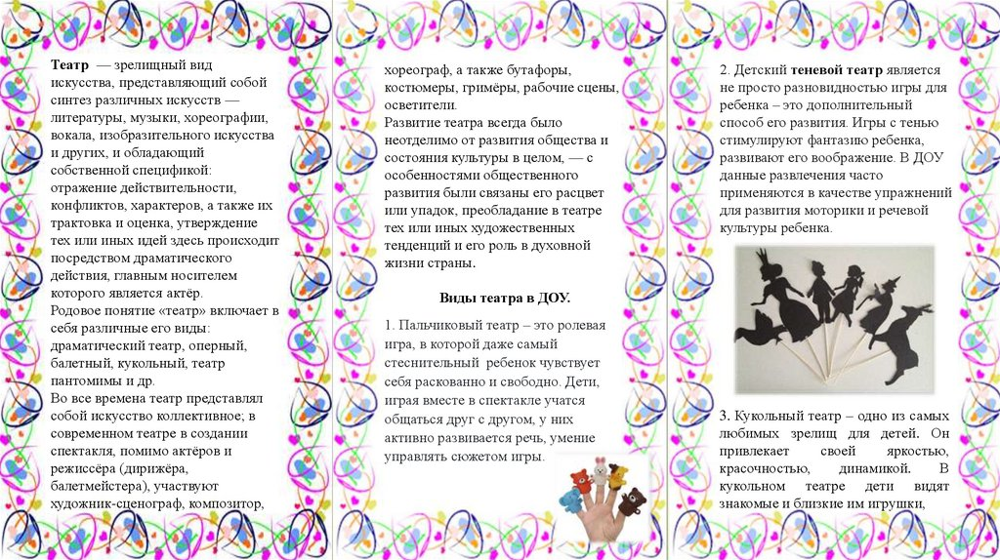 Театр — зрелищный вид
искусства, представляющий собой
синтез различных искусств —
литературы, музыки, хореографии,
вокала, изобразительного искусства
и других, и обладающий
собственной спецификой:
отражение действительности,
конфликтов, характеров, а также их
трактовка и оценка, утверждение
тех или иных идей здесь происходит
посредством драматического
действия, главным носителем
которого является актёр.
Родовое понятие «театр» включает в
себя различные его виды:
драматический театр, оперный,
балетный, кукольный, театр
пантомимы и др.
Во все времена театр представлял
собой искусство коллективное; в
современном театре в создании
спектакля, помимо актёров и
режиссёра (дирижёра,
балетмейстера), участвуют
художник-сценограф, композитор,
хореограф, а также бутафоры,
костюмеры, гримёры, рабочие сцены,
осветители.
Развитие театра всегда было
неотделимо от развития общества и
состояния культуры в целом, — с
особенностями общественного
развития были связаны его расцвет
или упадок, преобладание в театре
тех или иных художественных
тенденций и его роль в духовной
жизни страны.
Виды театра в ДОУ.
1. Пальчиковый театр – это ролевая
игра, в которой даже самый
стеснительный ребенок чувствует
себя раскованно и свободно. Дети,
играя вместе в спектакле учатся
общаться друг с другом, у них
активно развивается речь, умение
управлять сюжетом игры.
2. Детский теневой театр является
не просто разновидностью игры для
ребенка – это дополнительный
способ его развития. Игры с тенью
стимулируют фантазию ребенка,
развивают его воображение. В ДОУ
данные развлечения часто
применяются в качестве упражнений
для развития моторики и речевой
культуры ребенка.
3. Кукольный театр – одно из самых
любимых зрелищ для детей. Он
привлекает своей яркостью,
красочностью, динамикой. В
кукольном театре дети видят
знакомые и близкие им игрушки,